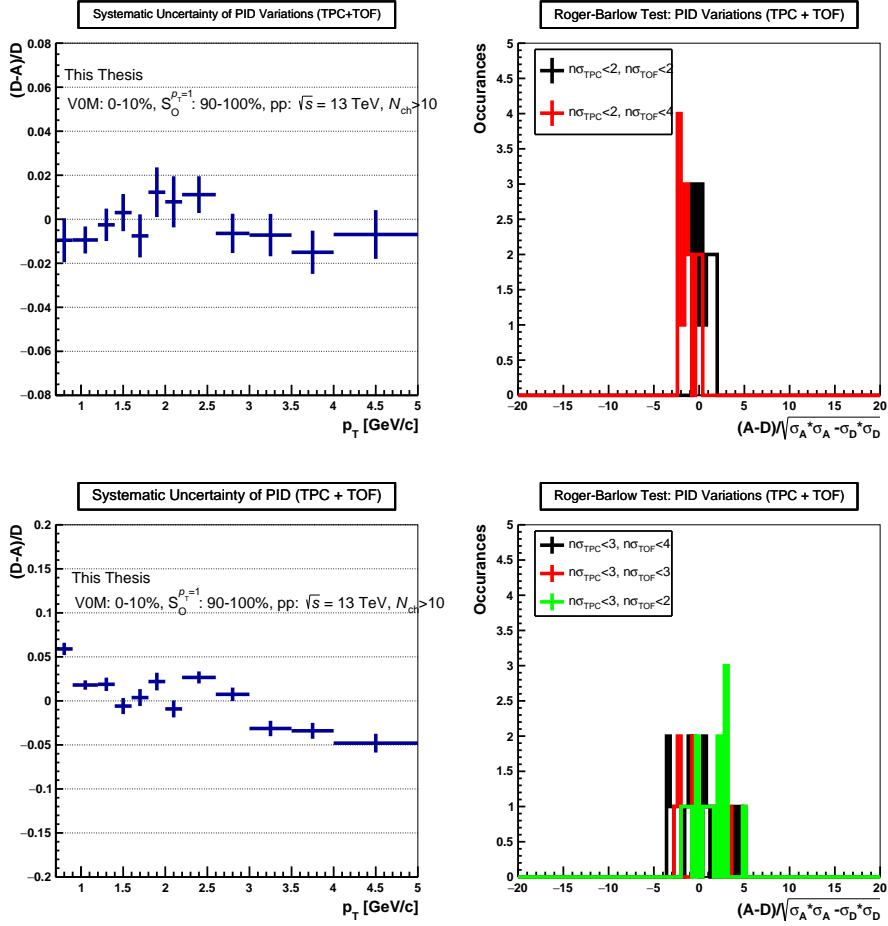 Systematic Uncertainty of PID Variations (TPC+TOF)
(D-A)/D
0.08
0.06
0.04
0.02
0
−0.02
−0.04
−0.06
−0.08
This Thesis
V0M: 0-10%, S_O^{p_T=1}: 90-100%, pp: √s = 13 TeV, N_ch>10
1 1.5 2 2.5 3 3.5 4 4.5 5
p_T [GeV/c]
Roger-Barlow Test: PID Variations (TPC + TOF)
Occurances
5
4.5
4
3.5
3
2.5
2
1.5
1
0.5
0
nσ_TPC<2, nσ_TOF<2
nσ_TPC<2, nσ_TOF<4
−20 −15 −10 −5 0 5 10 15 20
(A-D)/√σ_A*σ_A -σ_D*σ_D
Systematic Uncertainty of PID (TPC + TOF)
(D-A)/D
0.2
0.15
0.1
0.05
0
−0.05
−0.1
−0.15
−0.2
This Thesis
V0M: 0-10%, S_O^{p_T=1}: 90-100%, pp: √s = 13 TeV, N_ch>10
1 1.5 2 2.5 3 3.5 4 4.5 5
p_T [GeV/c]
Roger-Barlow Test: PID Variations (TPC + TOF)
Occurances
5
4.5
4
3.5
3
2.5
2
1.5
1
0.5
0
nσ_TPC<3, nσ_TOF<4
nσ_TPC<3, nσ_TOF<3
nσ_TPC<3, nσ_TOF<2
−20 −15 −10 −5 0 5 10 15 20
(A-D)/√σ_A*σ_A -σ_D*σ_D